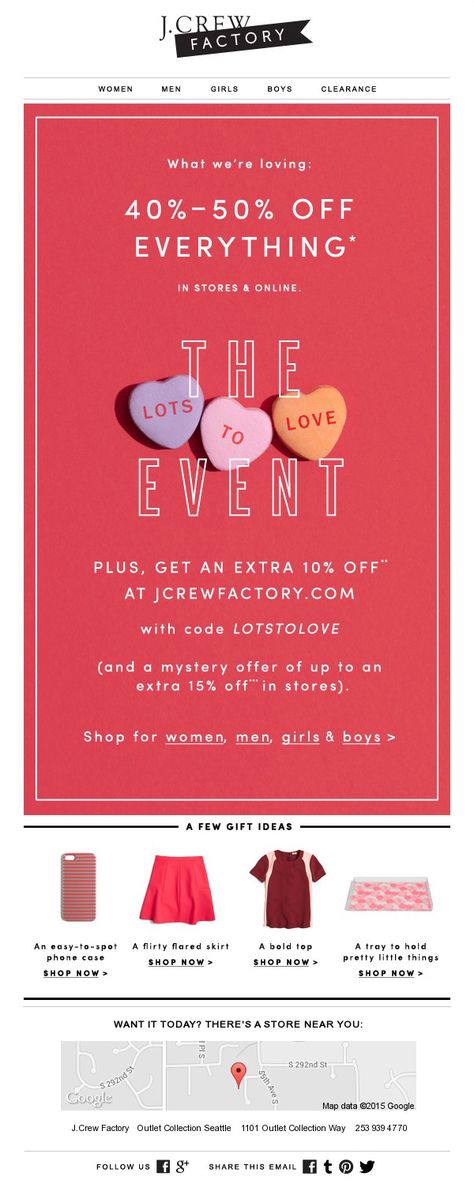 J.CREW
FACTORY
WOMEN MEN GIRLS BOYS CLEARANCE
What we're loving:
40%–50% OFF
EVERYTHING*
IN STORES & ONLINE.
THE
LOTS TO LOVE
EVENT
PLUS, GET AN EXTRA 10% OFF**
AT JCREWFACTORY.COM
with code LOTSTOLOVE
(and a mystery offer of up to an
extra 15% off*** in stores).
Shop for women, men, girls & boys >
A FEW GIFT IDEAS
An easy-to-spot
phone case
SHOP NOW >
A flirty flared skirt
SHOP NOW >
A bold top
SHOP NOW >
A tray to hold
pretty little things
SHOP NOW >
WANT IT TODAY? THERE'S A STORE NEAR YOU:
S 292nd St
Pl S
S 292nd St
55th Ave S
Google
Map data ©2015 Google
J.Crew Factory Outlet Collection Seattle 1101 Outlet Collection Way 253 939 4770
FOLLOW US f g+ SHARE THIS EMAIL f t